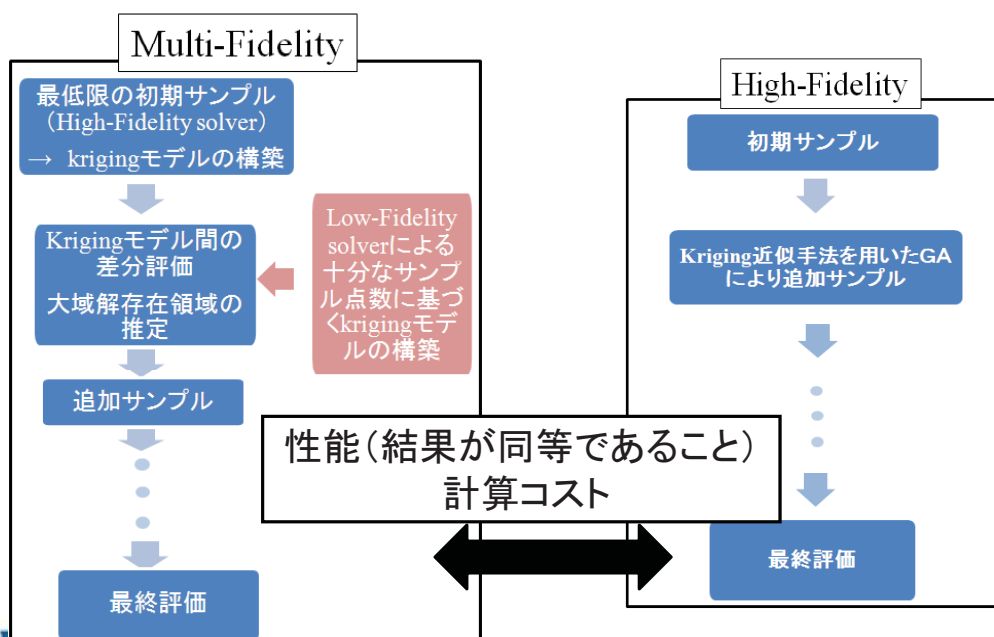 Multi-Fidelity
最低限の初期サンプル
（High-Fidelity solver）
→ krigingモデルの構築
Krigingモデル間の
差分評価
大域解存在領域の
推定
Low-Fidelity
solverによる
十分なサンプ
ル点数に基づ
くkrigingモデ
ルの構築
追加サンプル
最終評価
性能（結果が同等であること）
計算コスト
High-Fidelity
初期サンプル
Kriging近似手法を用いたGA
により追加サンプル
最終評価